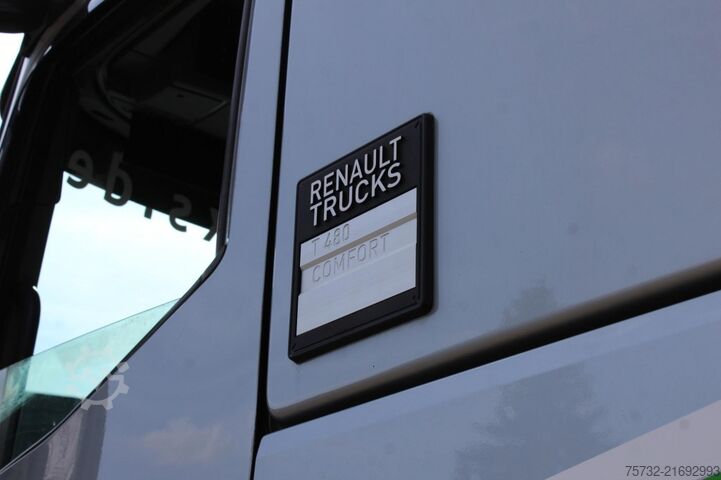 RENAULT
TRUCKS
T 480
COMFORT
75732-21692993